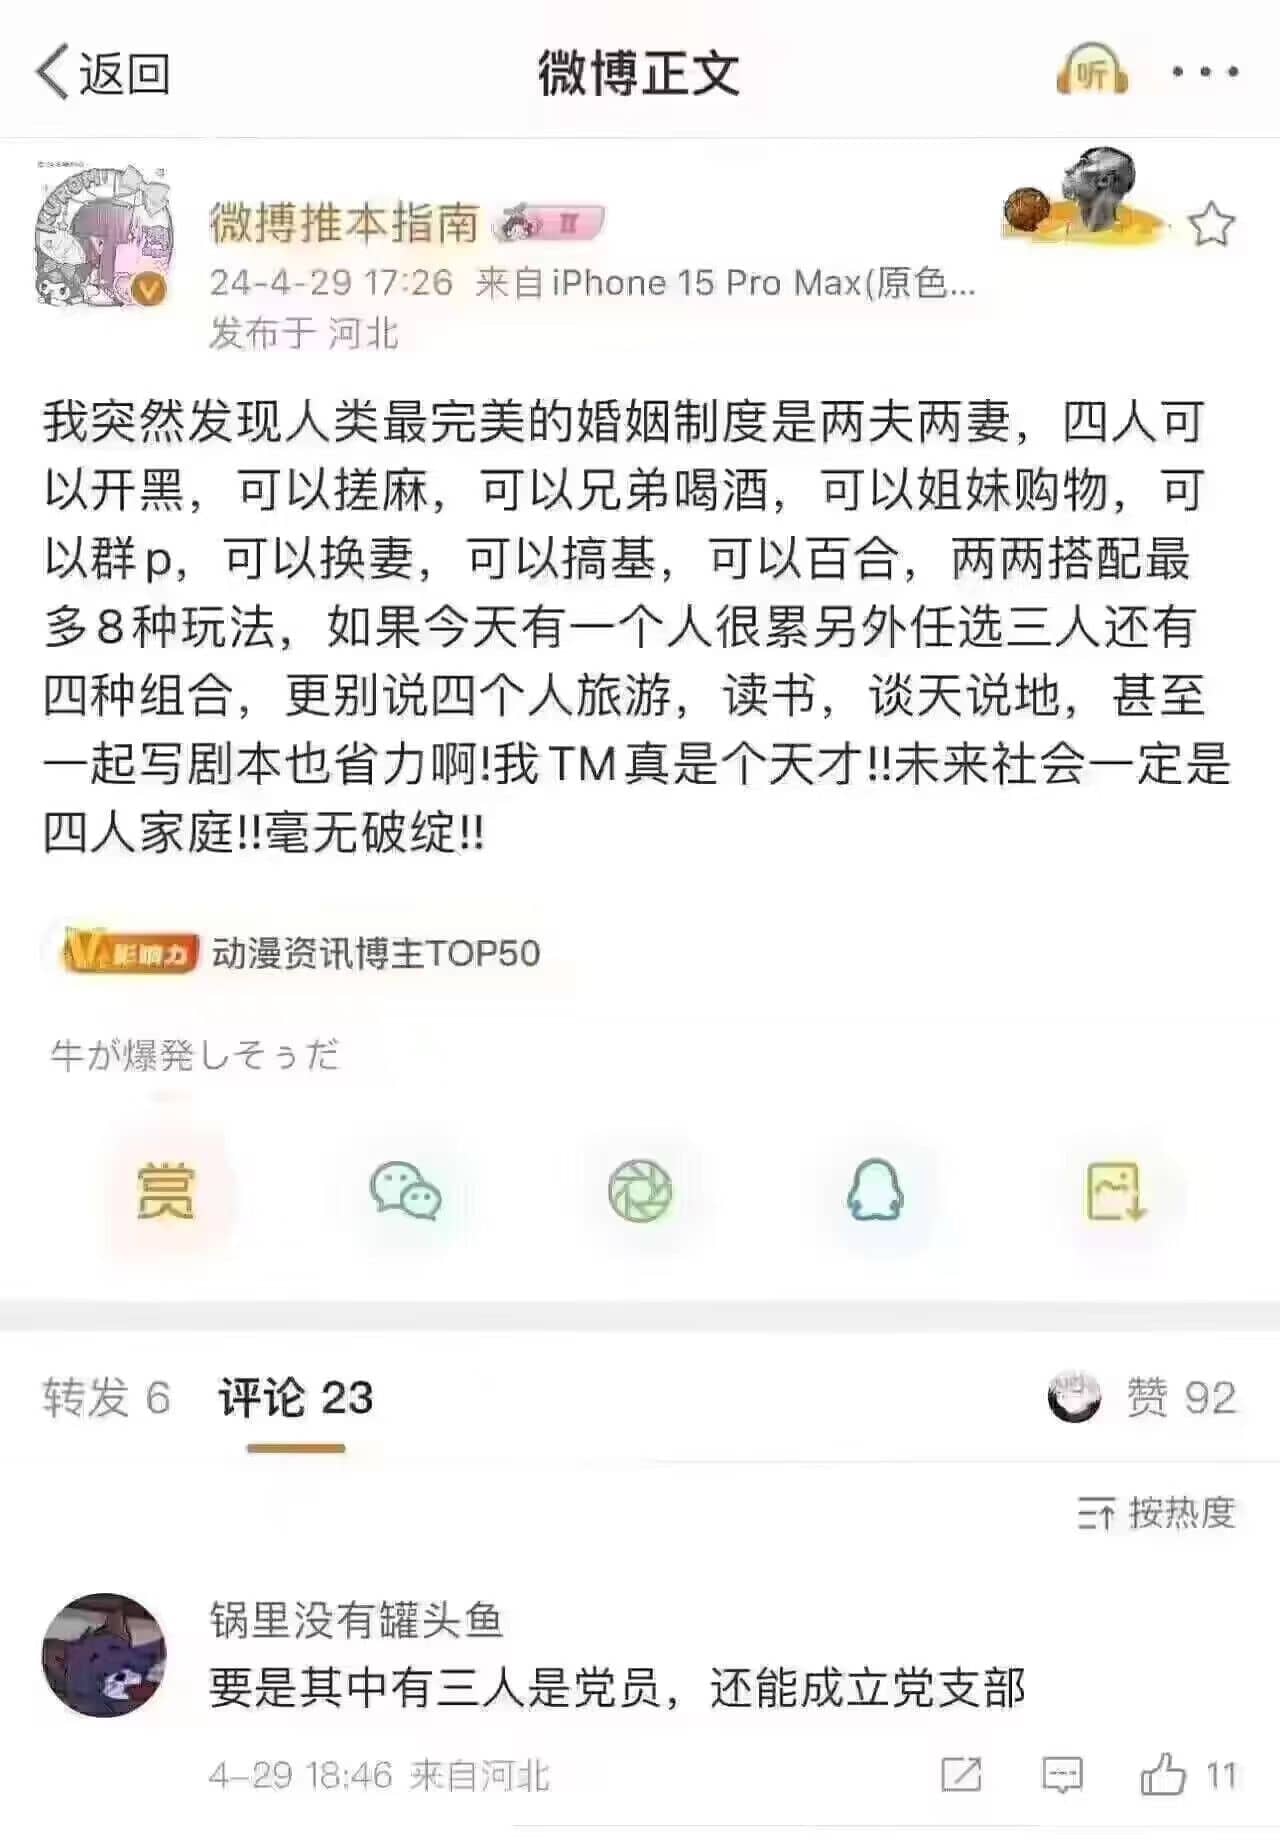 返回
微博正文
听
KUROMI
微搏推本指南
II
24-4-29 17:26 来自 iPhone 15 Pro Max(原色...
发布于 河北
我突然发现人类最完美的婚姻制度是两夫两妻，四人可
以开黑，可以搓麻，可以兄弟喝酒，可以姐妹购物，可
以群p，可以换妻，可以搞基，可以百合，两两搭配最
多8种玩法，如果今天有一个人很累另外任选三人还有
四种组合，更别说四个人旅游，读书，谈天说地，甚至
一起写剧本也省力啊!我TM真是个天才!!未来社会一定是
四人家庭!!毫无破绽!!
V影响力 动漫资讯博主TOP50
牛が爆発しそぅだ
赏
转发 6 评论 23 赞 92
按热度
锅里没有罐头鱼
要是其中有三人是党员，还能成立党支部
4-29 18:46 来自河北 11